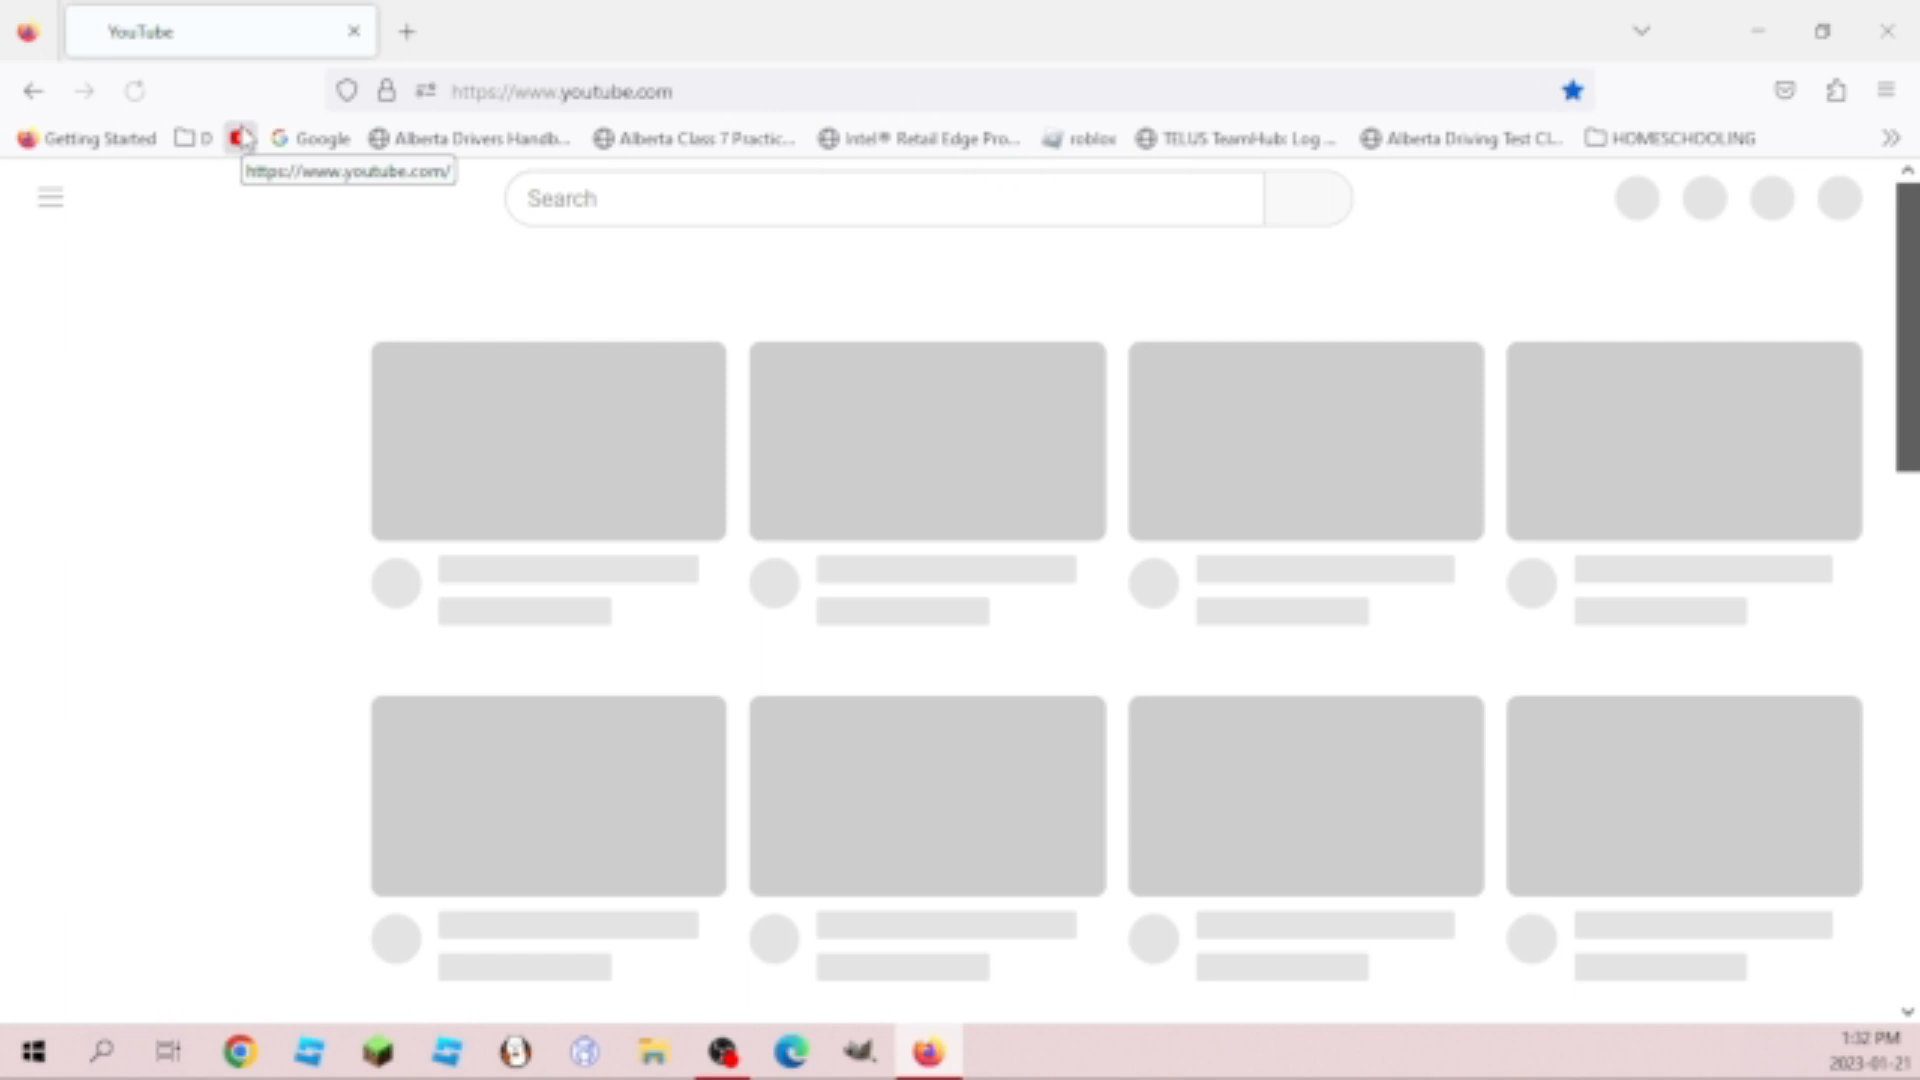 YouTube
https://www.youtube.com
Getting Started
D
Google
Alberta Drivers Handb...
Alberta Class 7 Practic...
Intel® Retail Edge Pro...
roblox
TELUS TeamHub: Log ...
Alberta Driving Test Cl...
HOMESCHOOLING
https://www.youtube.com/
Search
1:32 PM
2023-01-21